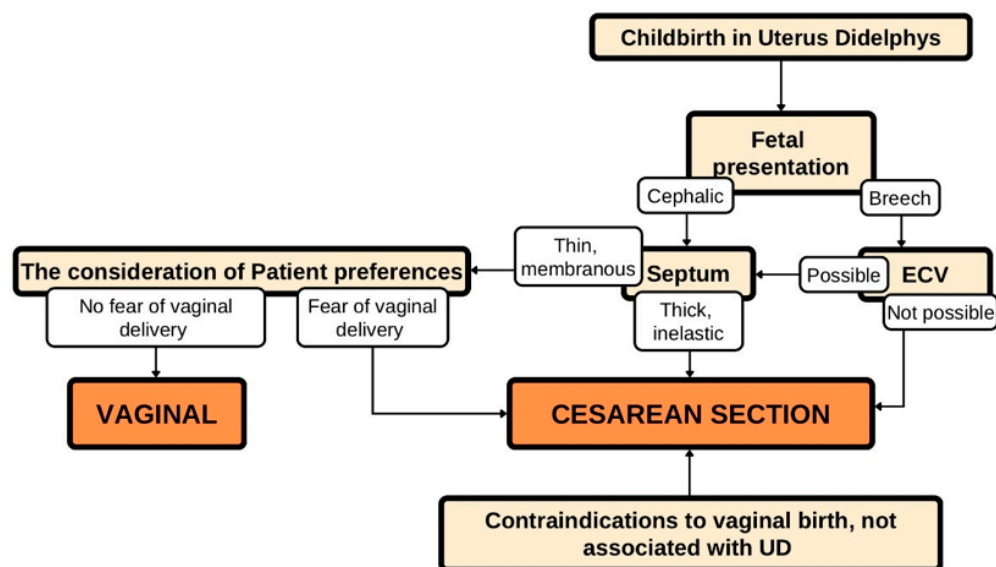 Childbirth in Uterus Didelphys
Fetal
presentation
Cephalic
Breech
Thin,
membranous
Septum
Possible
ECV
The consideration of Patient preferences
No fear of vaginal
delivery
Fear of vaginal
delivery
Thick,
inelastic
Not possible
VAGINAL
CESAREAN SECTION
Contraindications to vaginal birth, not
associated with UD